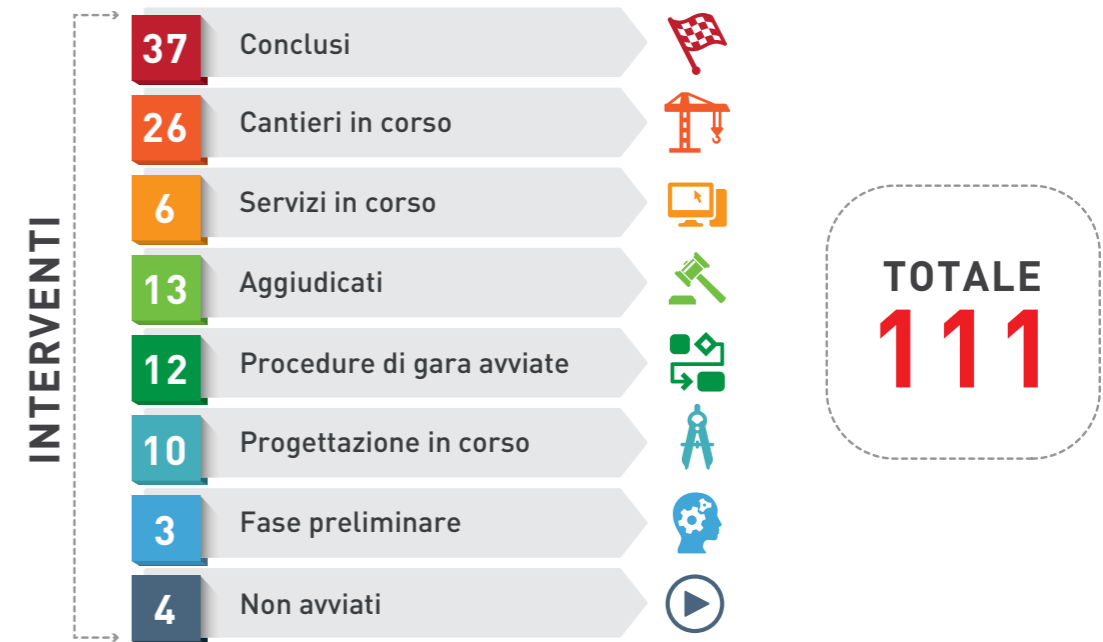 INTERVENTI
37 Conclusi
26 Cantieri in corso
6 Servizi in corso
13 Aggiudicati
12 Procedure di gara avviate
10 Progettazione in corso
3 Fase preliminare
4 Non avviati
TOTALE
111